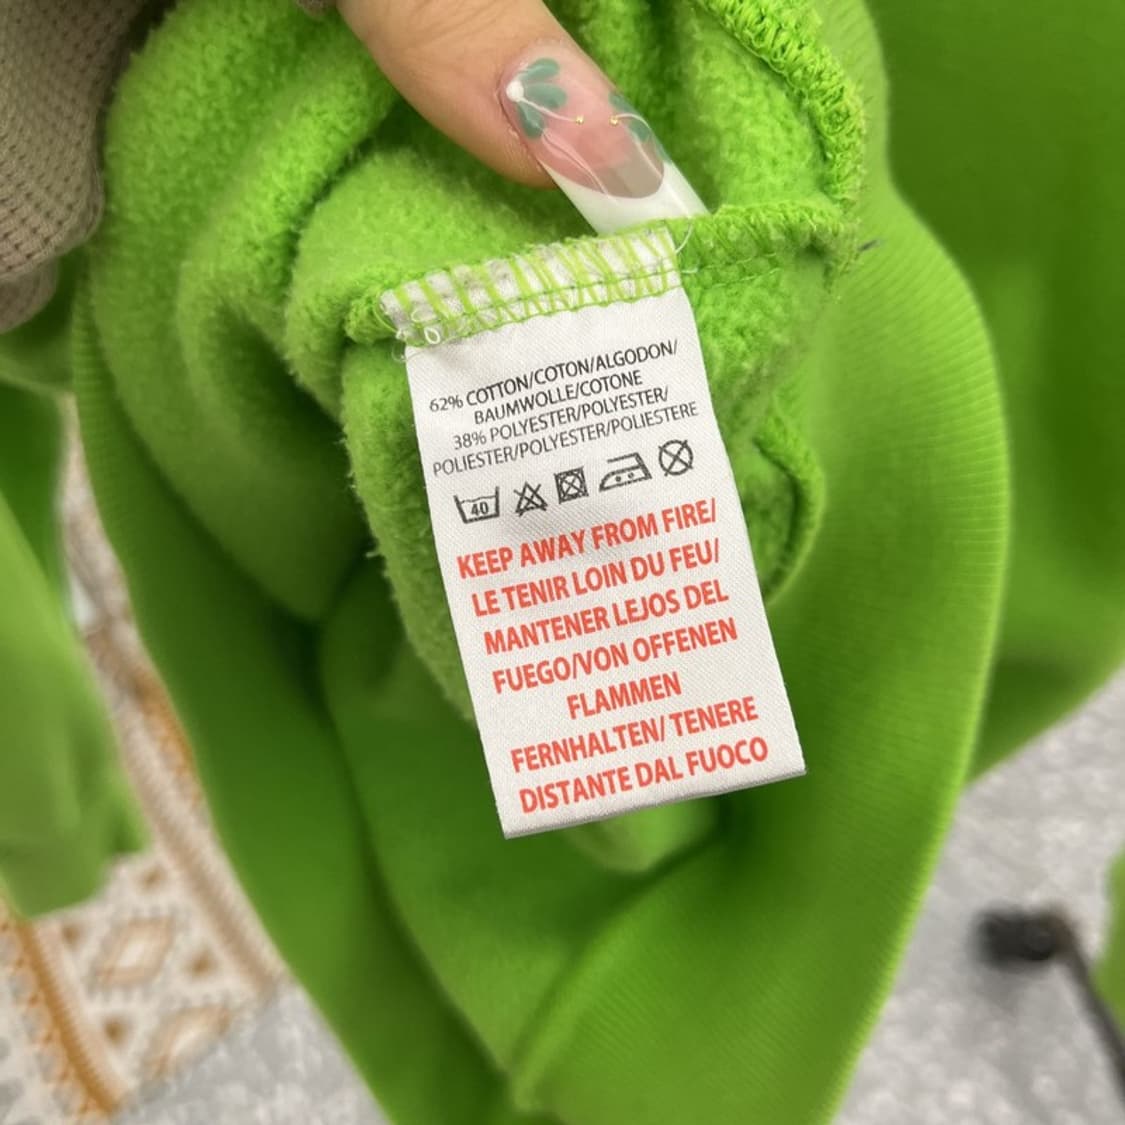 62% COTTON/COTON/ALGODON/
BAUMWOLLE/COTONE
38% POLYESTER/POLYESTER/
POLIESTER/POLYESTER/POLIESTERE
40
KEEP AWAY FROM FIRE/
LE TENIR LOIN DU FEU/
MANTENER LEJOS DEL
FUEGO/VON OFFENEN
FLAMMEN
FERNHALTEN/ TENERE
DISTANTE DAL FUOCO